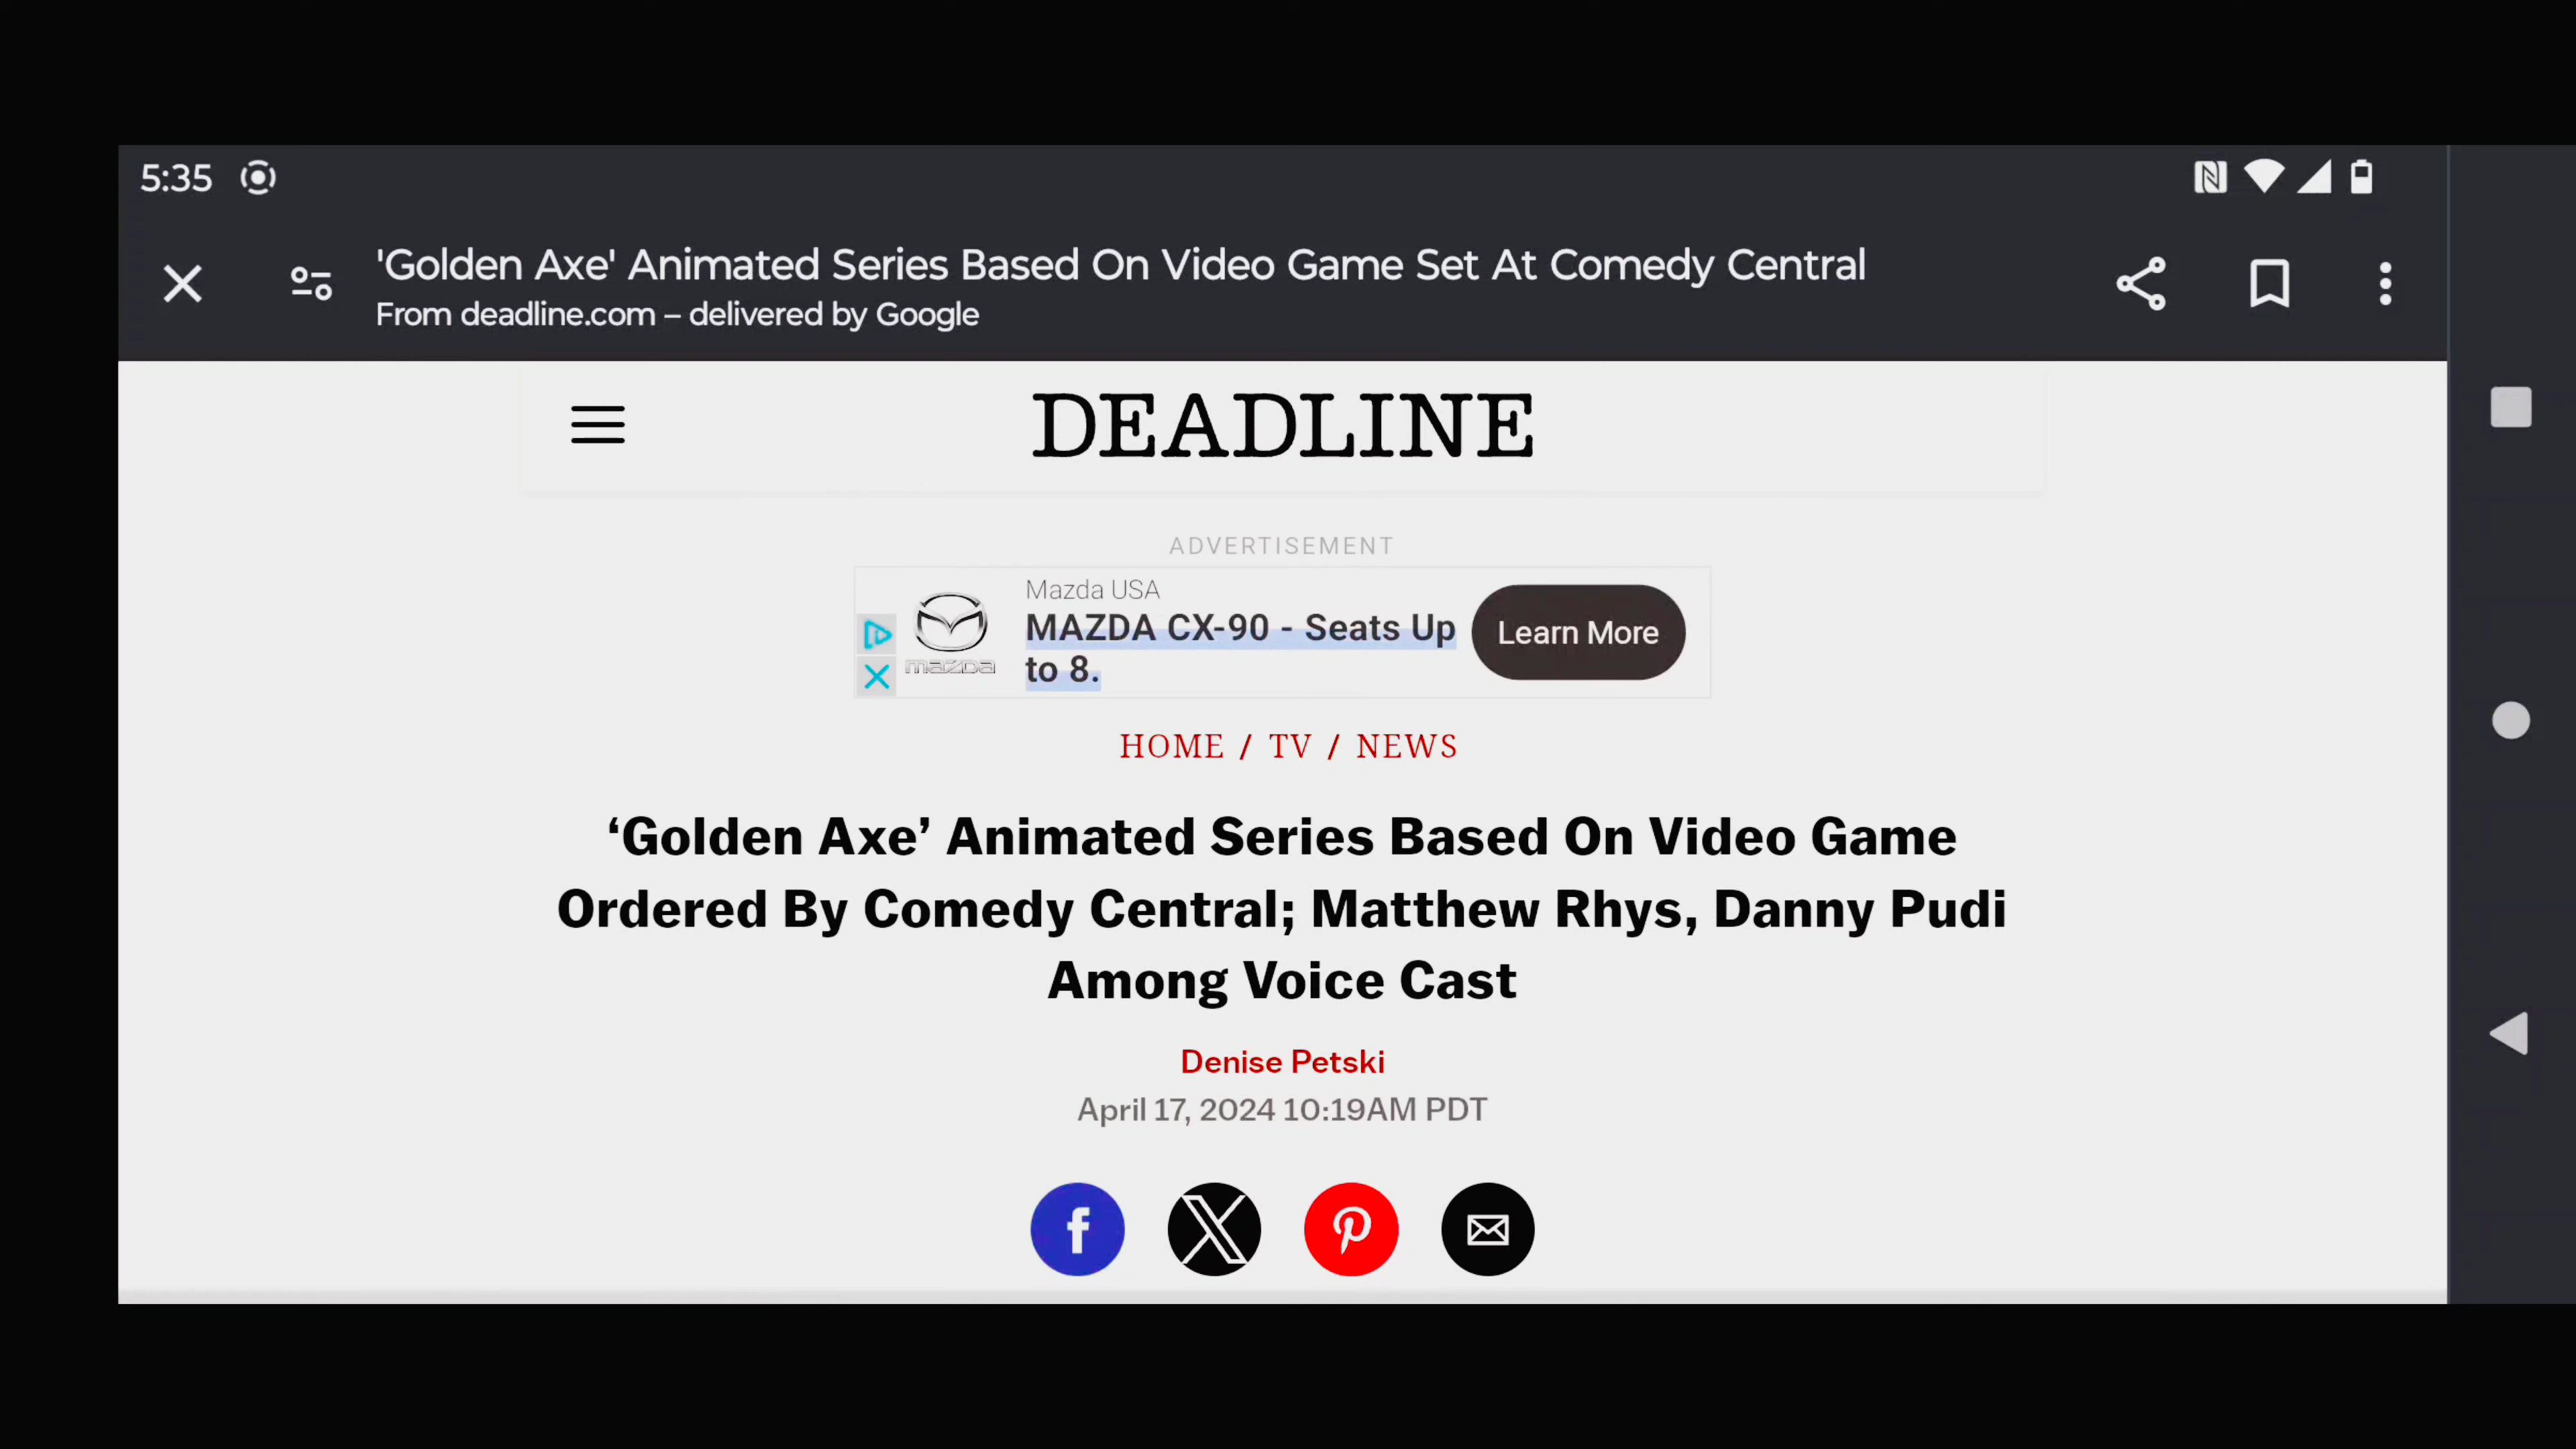 5:35
'Golden Axe' Animated Series Based On Video Game Set At Comedy Central
From deadline.com – delivered by Google
DEADLINE
ADVERTISEMENT
Mazda USA
MAZDA CX-90 - Seats Up
to 8.
mazda
Learn More
HOME / TV / NEWS
‘Golden Axe’ Animated Series Based On Video Game
Ordered By Comedy Central; Matthew Rhys, Danny Pudi
Among Voice Cast
Denise Petski
April 17, 2024 10:19AM PDT